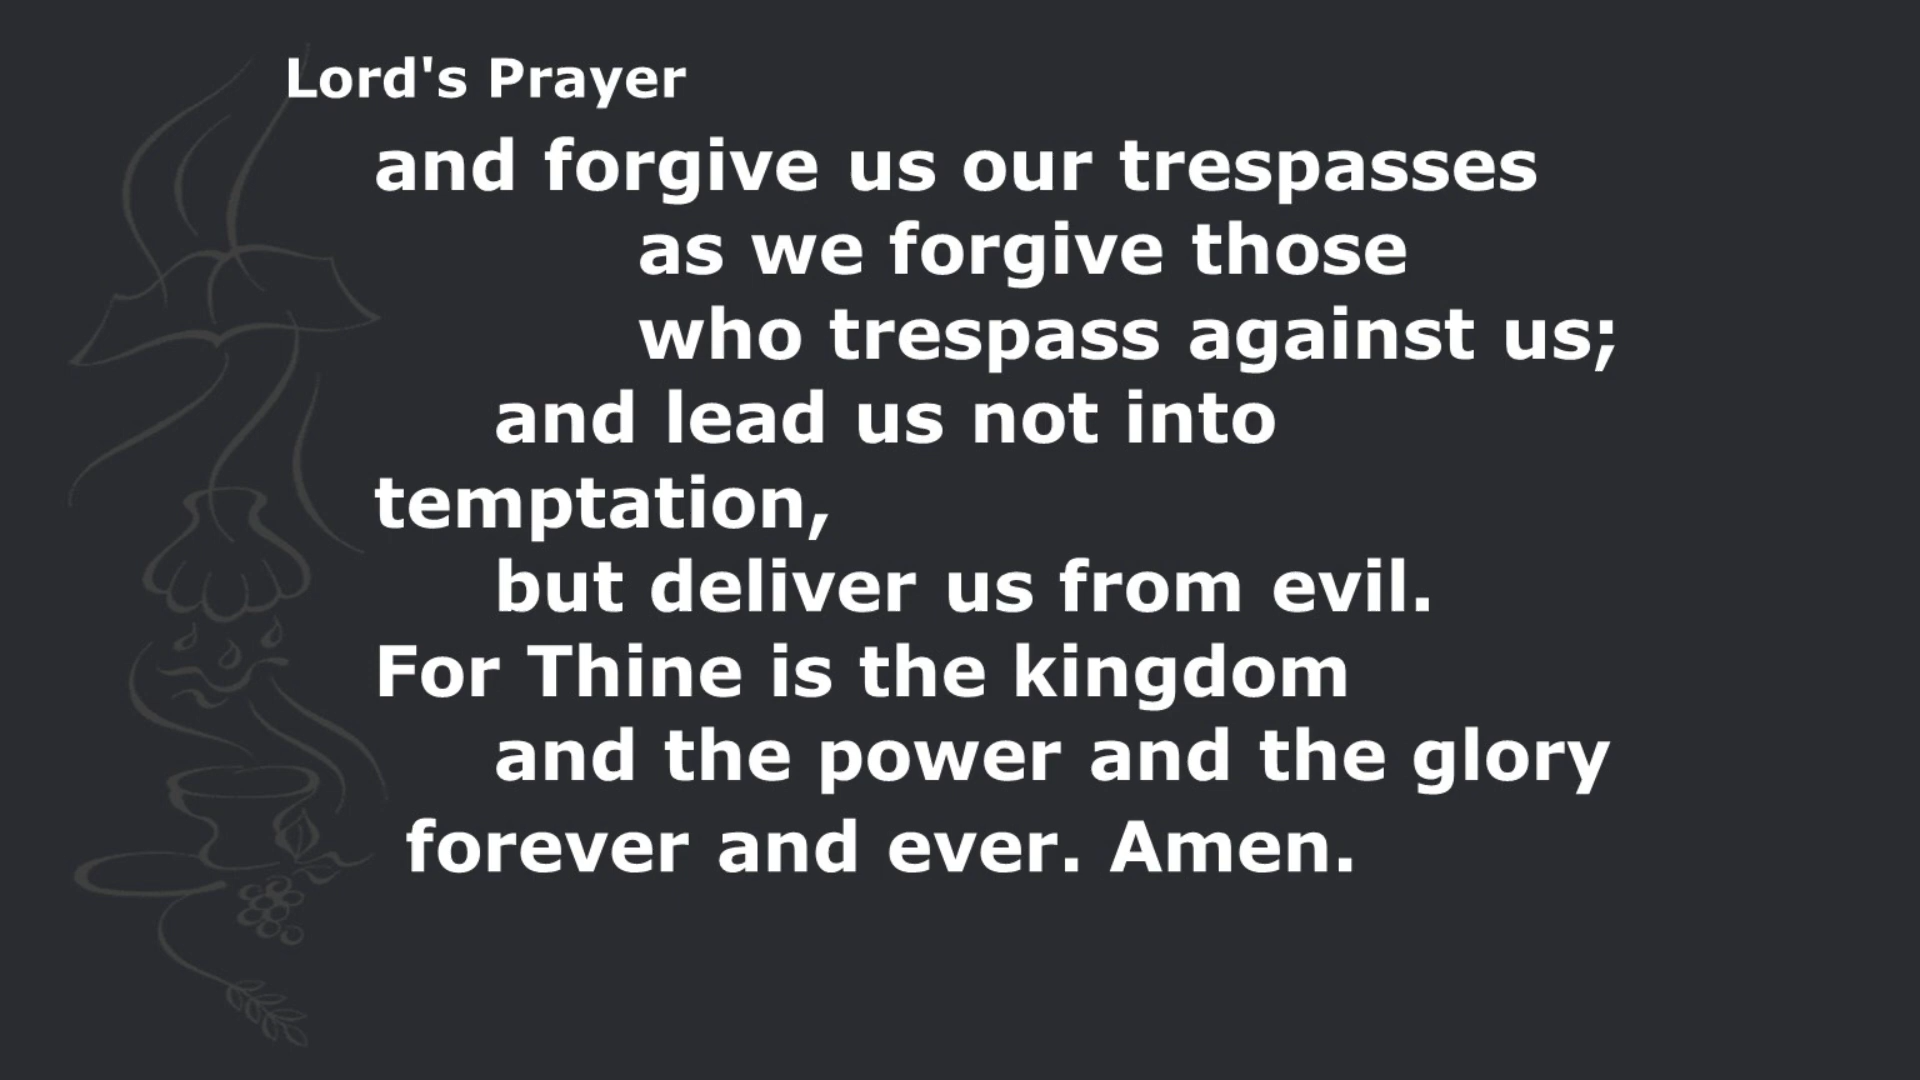 Lord's Prayer
and forgive us our trespasses
as we forgive those
who trespass against us;
and lead us not into
temptation,
but deliver us from evil.
For Thine is the kingdom
and the power and the glory
forever and ever. Amen.